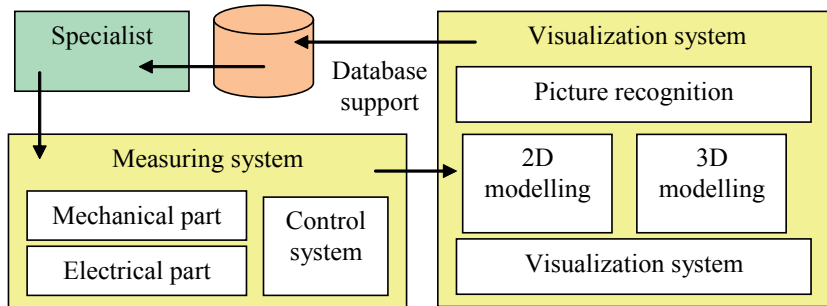 Specialist
Database
support
Measuring system
Mechanical part
Electrical part
Control
system
Visualization system
Picture recognition
2D
modelling
3D
modelling
Visualization system